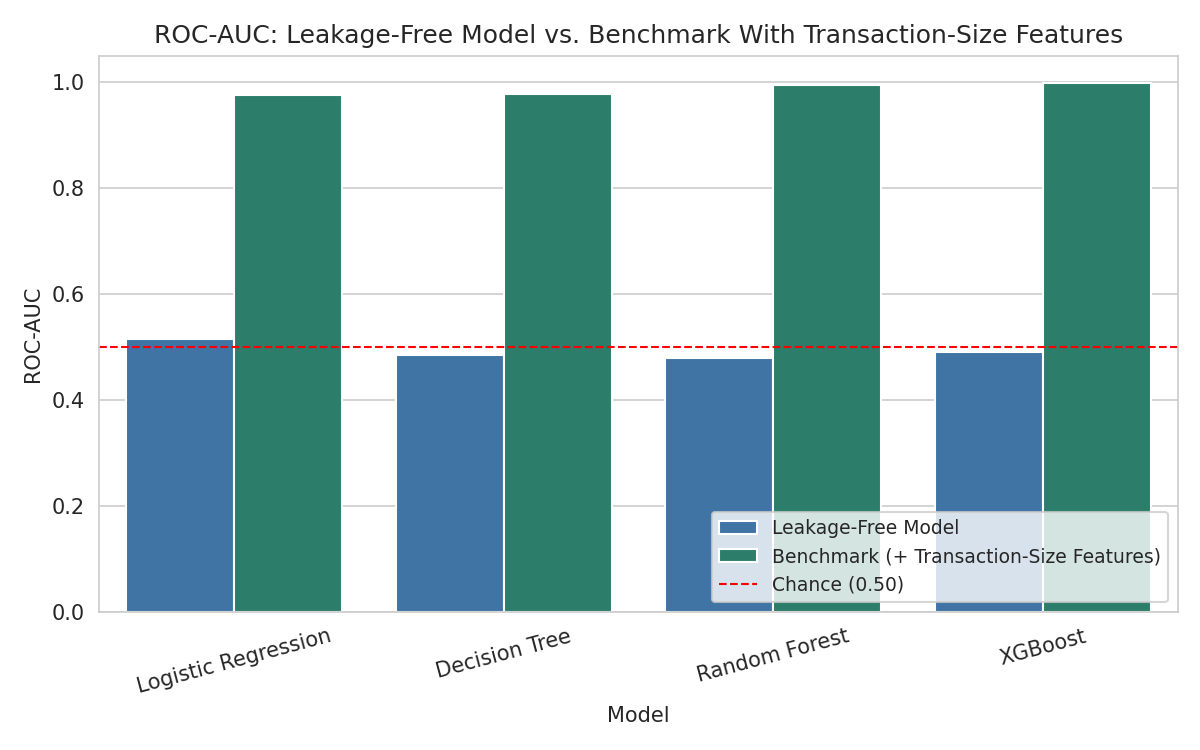 ROC-AUC: Leakage-Free Model vs. Benchmark With Transaction-Size Features
ROC-AUC
1.0
0.8
0.6
0.4
0.2
0.0
Leakage-Free Model
Benchmark (+ Transaction-Size Features)
Chance (0.50)
Logistic Regression
Decision Tree
Random Forest
XGBoost
Model